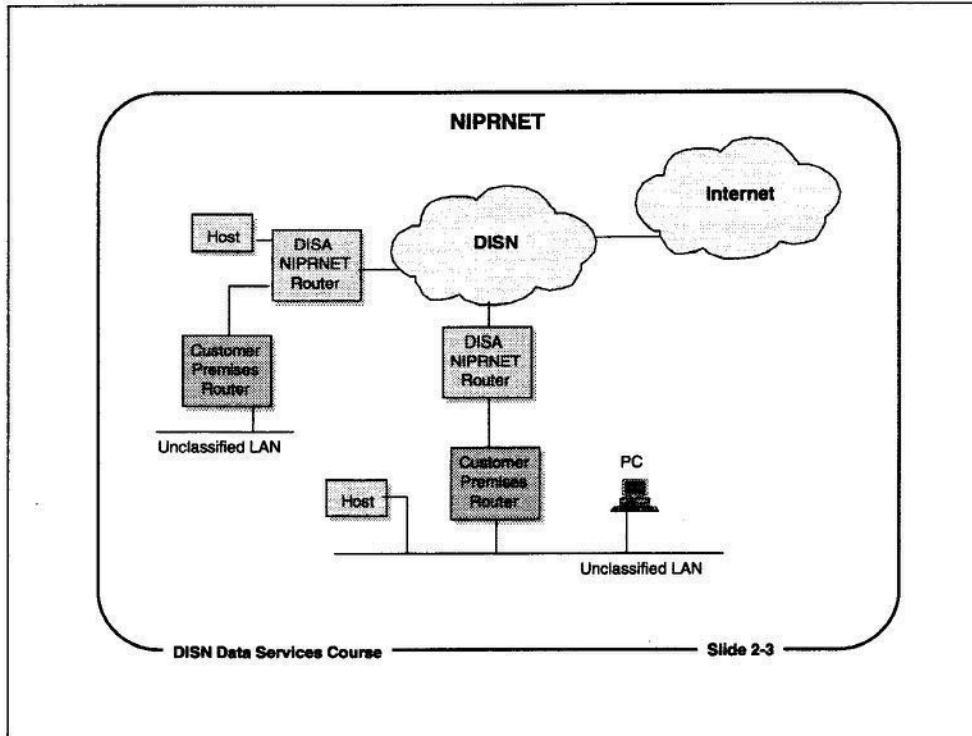 NIPRNET
Internet
DISN
Host
DISA
NIPRNET
Router
Customer
Premises
Router
Unclassified LAN
DISA
NIPRNET
Router
Customer
Premises
Router
Host
PC
Unclassified LAN
DISN Data Services Course
Slide 2-3